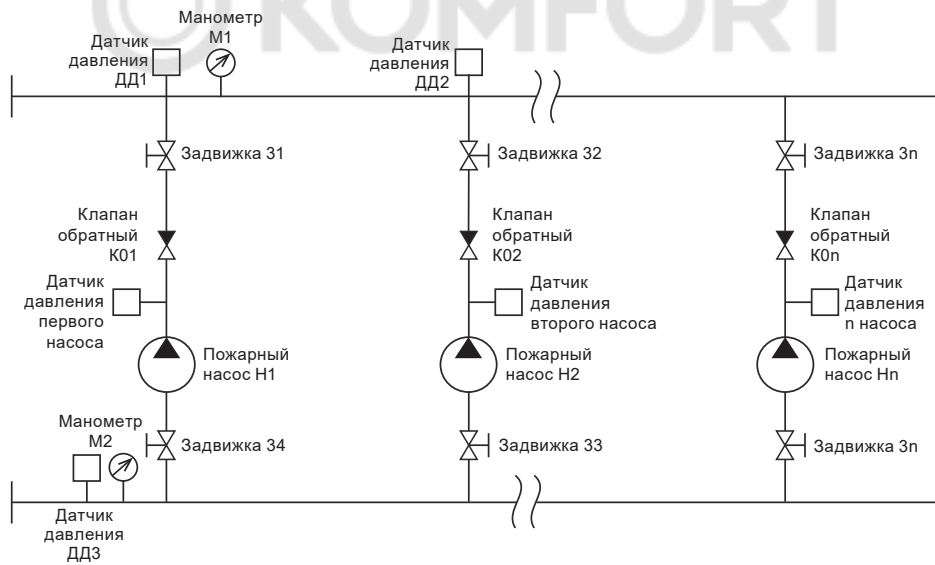 KOMFORT
Манометр
М1
Датчик
давления
ДД1
Датчик
давления
ДД2
Задвижка 31
Задвижка 32
Задвижка 3n
Клапан
обратный
К01
Клапан
обратный
К02
Клапан
обратный
К0n
Датчик
давления
первого
насоса
Датчик
давления
второго насоса
Датчик
давления
n насоса
Пожарный
насос Н1
Пожарный
насос Н2
Пожарный
насос Нn
Манометр
М2
Задвижка 34
Задвижка 33
Задвижка 3n
Датчик
давления
ДД3